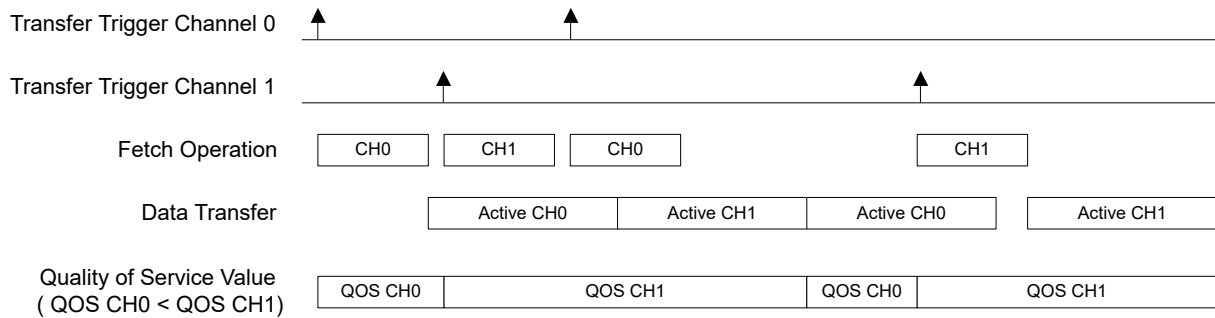 Transfer Trigger Channel 0
Transfer Trigger Channel 1
Fetch Operation
CH0
CH1
CH0
CH1
Data Transfer
Active CH0
Active CH1
Active CH0
Active CH1
Quality of Service Value
( QOS CH0 < QOS CH1)
QOS CH0
QOS CH1
QOS CH0
QOS CH1